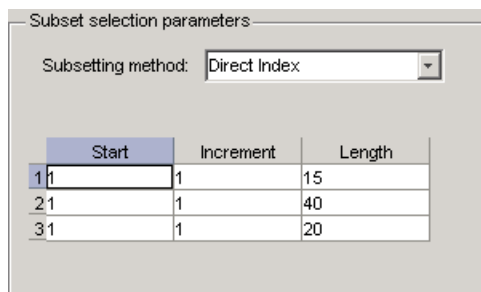 Subset selection parameters
Subsetting method: Direct Index
Start Increment Length
1 1 1 15
2 1 1 40
3 1 1 20